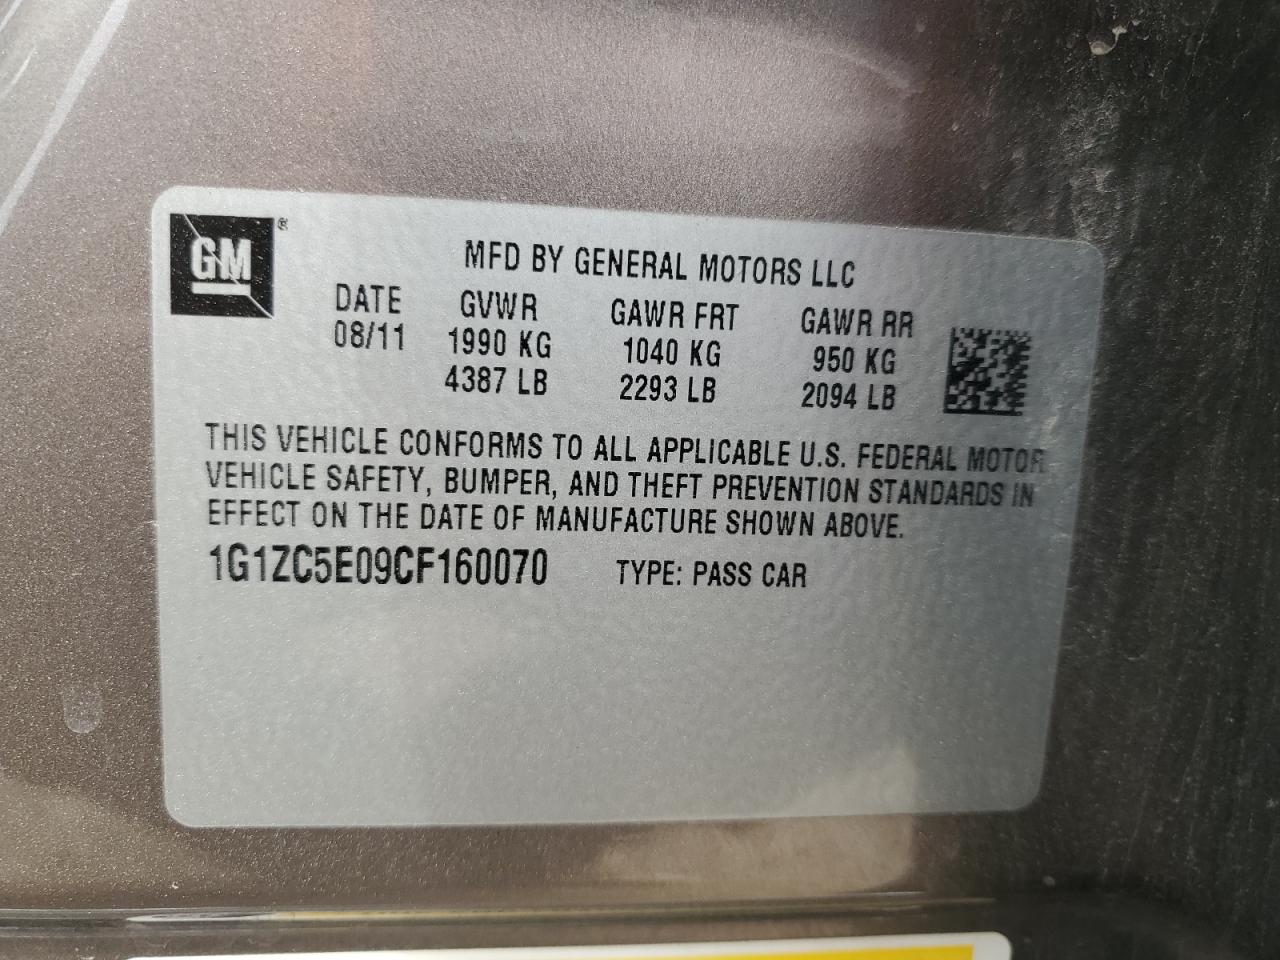 GM®
MFD BY GENERAL MOTORS LLC
DATE GVWR GAWR FRT GAWR RR
08/11 1990 KG 1040 KG 950 KG
4387 LB 2293 LB 2094 LB
THIS VEHICLE CONFORMS TO ALL APPLICABLE U.S. FEDERAL MOTOR
VEHICLE SAFETY, BUMPER, AND THEFT PREVENTION STANDARDS IN
EFFECT ON THE DATE OF MANUFACTURE SHOWN ABOVE.
1G1ZC5E09CF160070 TYPE: PASS CAR